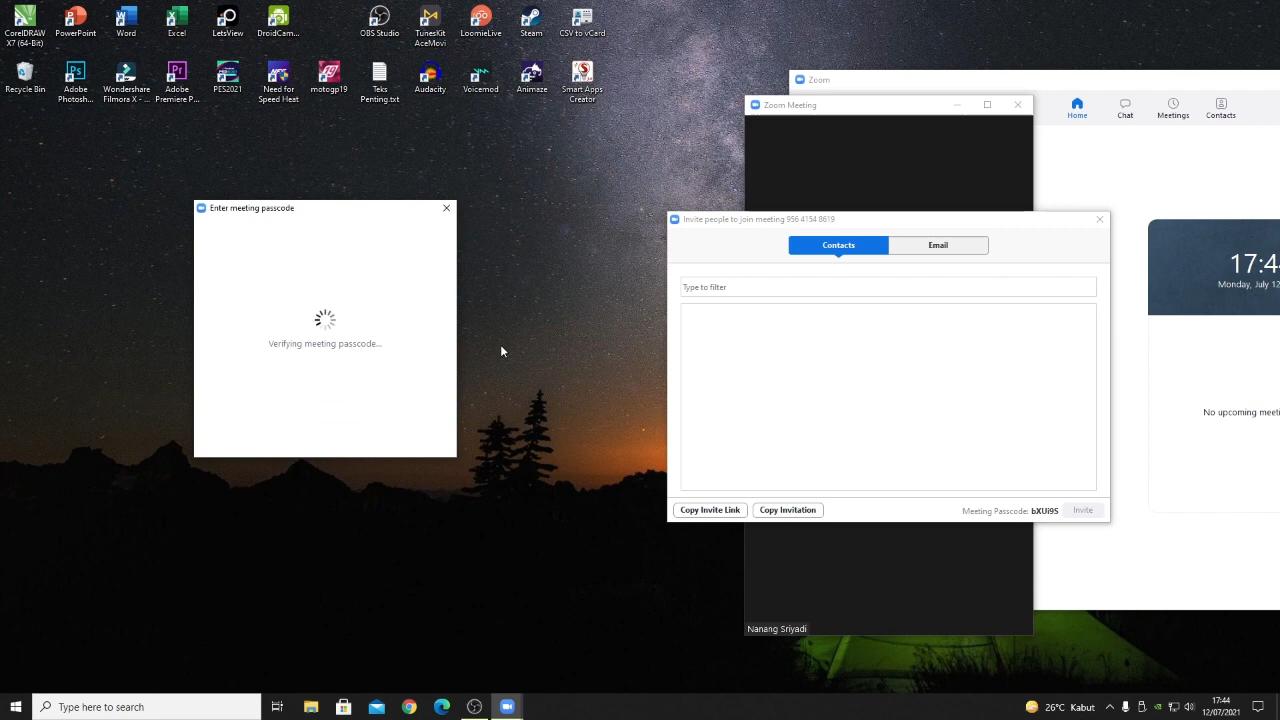 CorelDRAW
X7 (64-Bit)
PowerPoint
Word
Excel
LetsView
DroidCam...
OBS Studio
TunesKit
AceMovi
LoomieLive
Steam
CSV to vCard
Recycle Bin
Adobe
Photosh...
Wondershare
Filmora X - ...
Adobe
Premiere P...
PES2021
Need for
Speed Heat
motogp19
Teks
Penting.txt
Audacity
Voicemod
Animaze
Smart Apps
Creator
Zoom
Home
Chat
Meetings
Contacts
Zoom Meeting
Enter meeting passcode
Verifying meeting passcode...
Invite people to join meeting 956 4154 8619
Contacts
Email
Type to filter
Copy Invite Link
Copy Invitation
Meeting Passcode: bXUi9S
Invite
17:4
Monday, July 12
No upcoming meeti
Nanang Sriyadi
Type here to search
26°C Kabut
17:44
12/07/2021